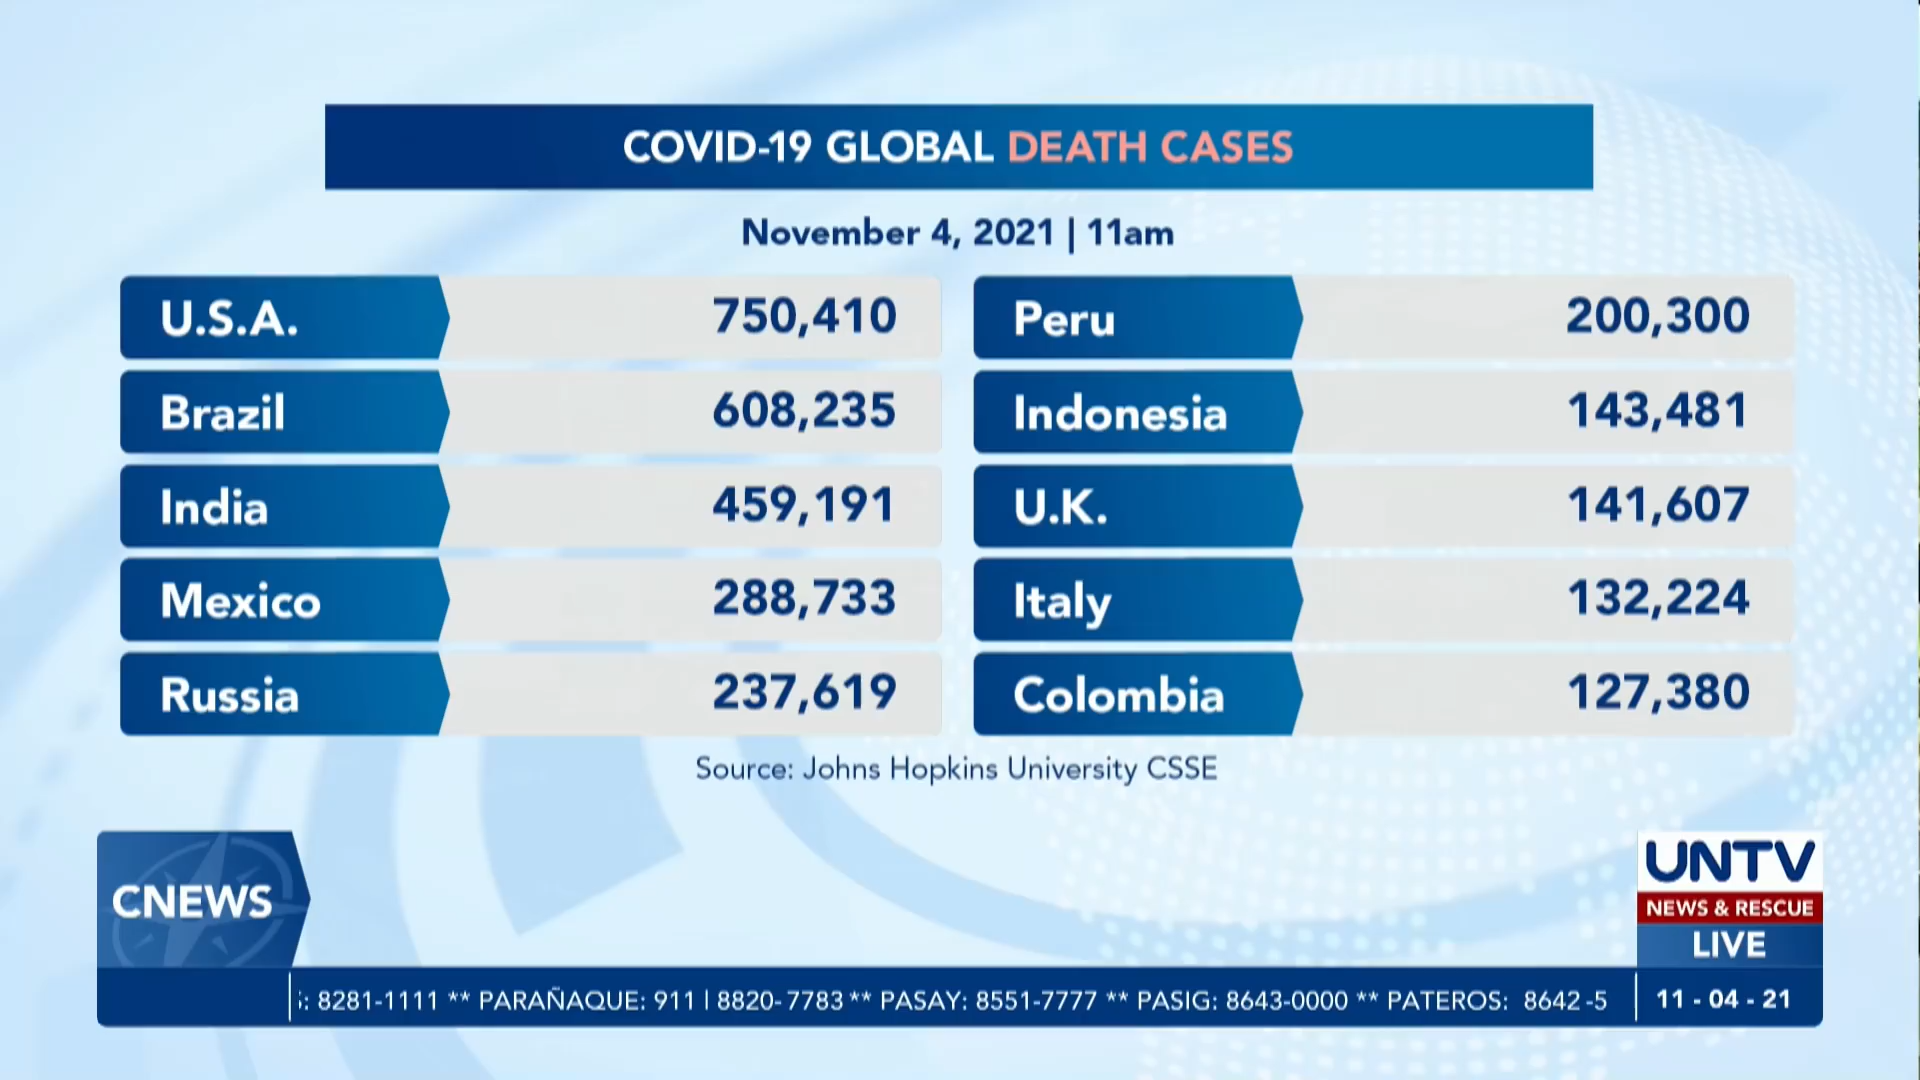 COVID-19 GLOBAL DEATH CASES
November 4, 2021 | 11am
U.S.A. 750,410
Brazil 608,235
India 459,191
Mexico 288,733
Russia 237,619
Peru 200,300
Indonesia 143,481
U.K. 141,607
Italy 132,224
Colombia 127,380
Source: Johns Hopkins University CSSE
CNEWS
UNTV
NEWS & RESCUE
LIVE
: 8281-1111 ** PARAÑAQUE: 911 | 8820-7783 ** PASAY: 8551-7777 ** PASIG: 8643-0000 ** PATEROS: 8642-5
11 - 04 - 21